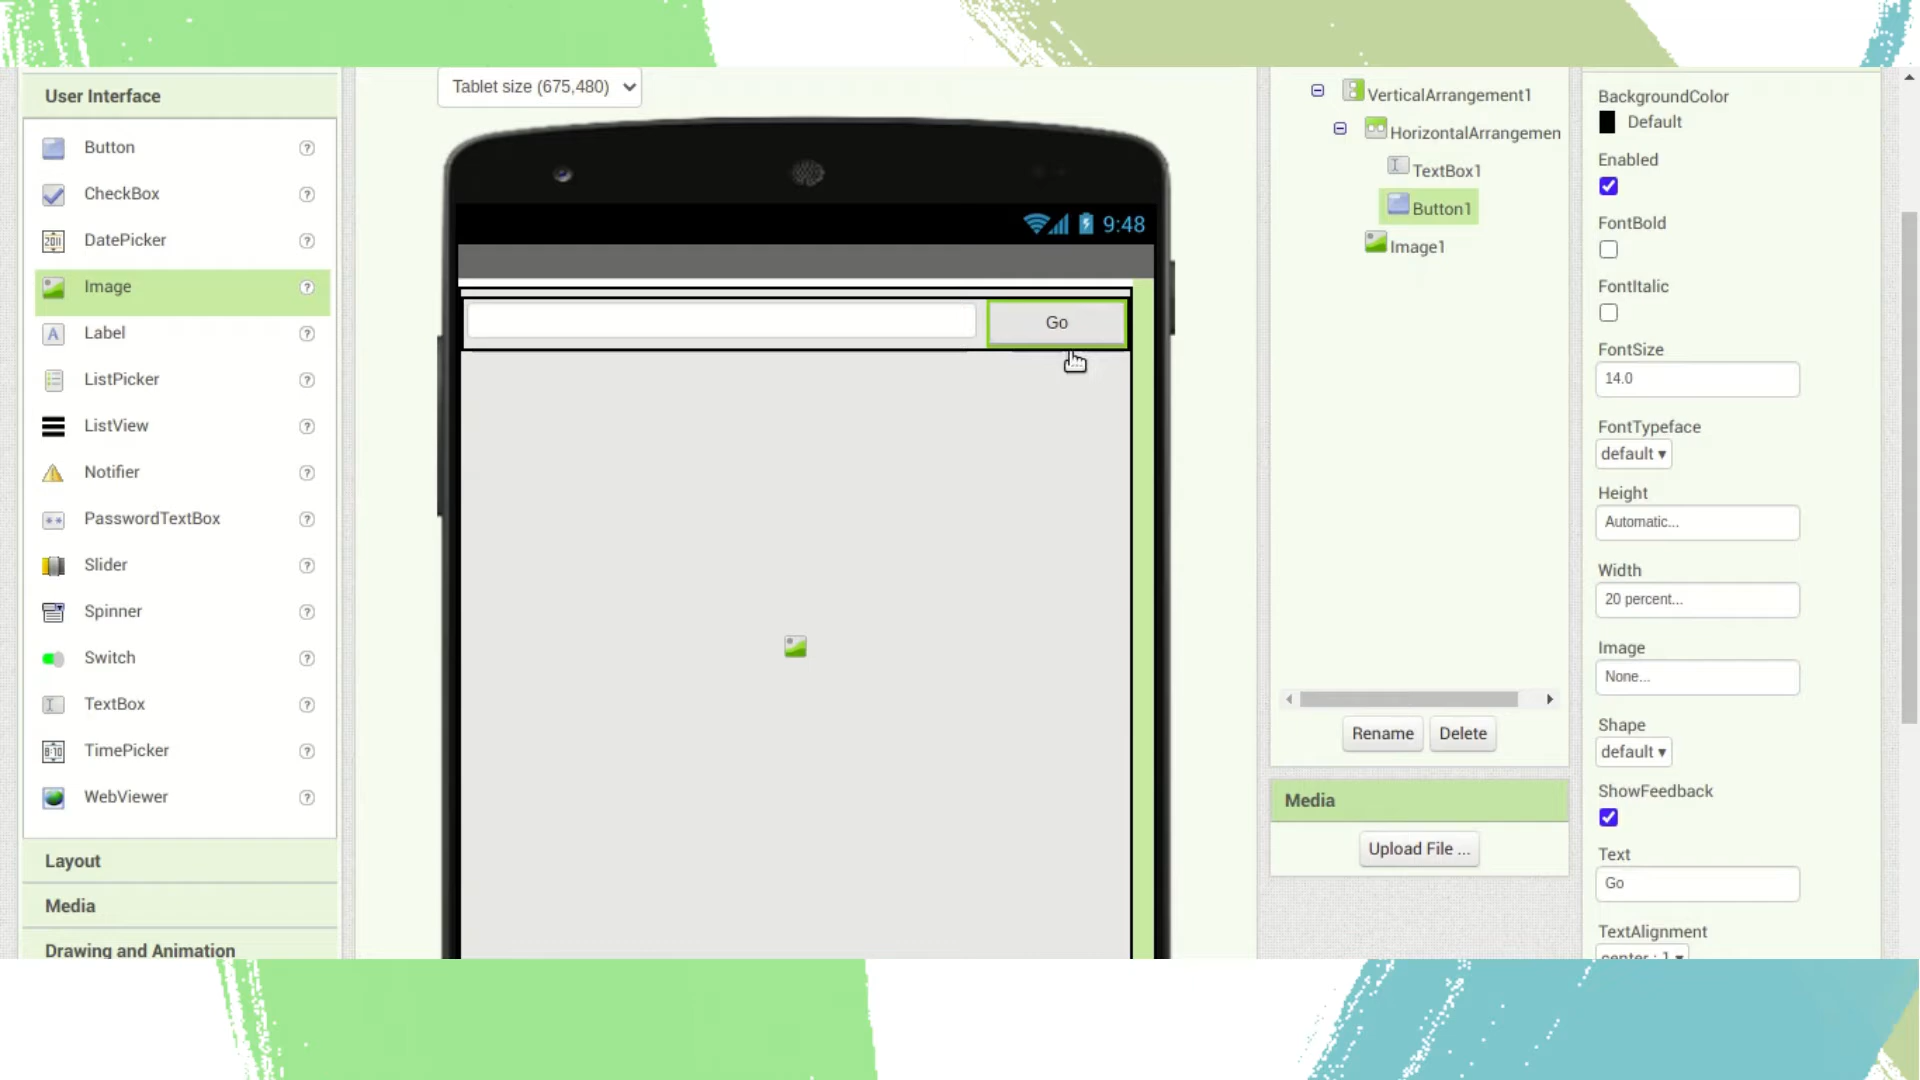 User Interface
Button
CheckBox
DatePicker
Image
Label
ListPicker
ListView
Notifier
PasswordTextBox
Slider
Spinner
Switch
TextBox
TimePicker
WebViewer
Layout
Media
Drawing and Animation
Tablet size (675,480)
9:48
Go
VerticalArrangement1
HorizontalArrangemen
TextBox1
Button1
Image1
Rename Delete
Media
Upload File ...
BackgroundColor
Default
Enabled
FontBold
FontItalic
FontSize
14.0
FontTypeface
default
Height
Automatic...
Width
20 percent...
Image
None...
Shape
default
ShowFeedback
Text
Go
TextAlignment
center : 1